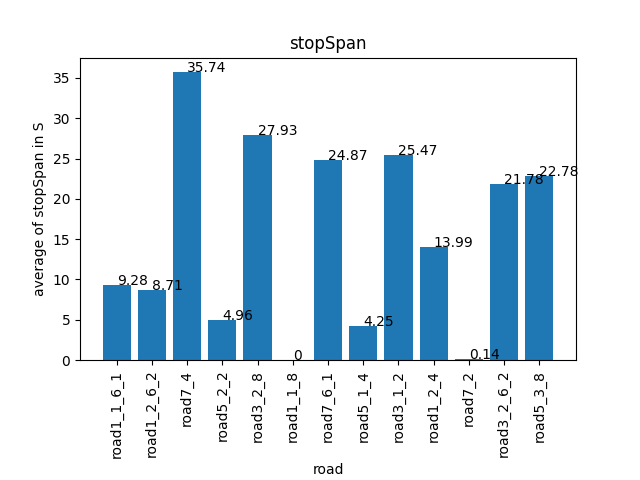 stopSpan
average of stopSpan in S
35
30
25
20
15
10
5
0
9.28
8.71
35.74
4.96
27.93
0
24.87
4.25
25.47
13.99
0.14
21.78
22.78
road1_1_6_1
road1_2_6_2
road7_4
road5_2_2
road3_2_8
road1_1_8
road7_6_1
road5_1_4
road3_1_2
road1_2_4
road7_2
road3_2_6_2
road5_3_8
road